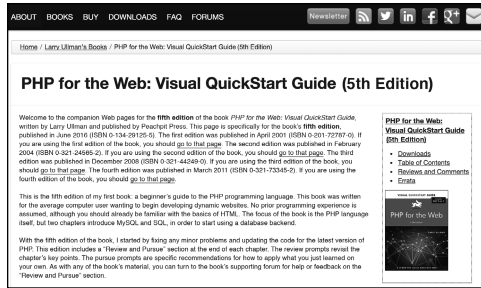 ABOUT BOOKS BUY DOWNLOADS FAQ FORUMS
Newsletter
Home / Larry Ullman's Books / PHP for the Web: Visual QuickStart Guide (5th Edition)
PHP for the Web: Visual QuickStart Guide (5th Edition)
Welcome to the companion Web pages for the fifth edition of the book PHP for the Web: Visual QuickStart Guide,
written by Larry Ullman and published by Peachpit Press. This page is specifically for the book's fifth edition,
published in June 2016 (ISBN 0-134-29125-5). The first edition was published in April 2001 (ISBN 0-201-72787-0). If
you are using the first edition of the book, you should go to that page. The second edition was published in February
2004 (ISBN 0-321-24565-2). If you are using the second edition of the book, you should go to that page. The third
edition was published in December 2008 (ISBN 0-321-44249-0). If you are using the third edition of the book, you
should go to that page. The fourth edition was published in March 2011 (ISBN 0-321-73345-2). If you are using the
fourth edition of the book, you should go to that page.
This is the fifth edition of my first book: a beginner's guide to the PHP programming language. This book was written
for the average computer user wanting to begin developing dynamic websites. No prior programming experience is
assumed, although you should already be familiar with the basics of HTML. The focus of the book is the PHP language
itself, but two chapters introduce MySQL and SQL, in order to start using a database backend.
With the fifth edition of the book, I started by fixing any minor problems and updating the code for the latest version of
PHP. This edition includes a "Review and Pursue" section at the end of each chapter. The review prompts revisit the
chapter's key points. The pursue prompts are specific recommendations for how to apply what you just learned on
your own. As with any of the book's material, you can turn to the book's supporting forum for help or feedback on the
"Review and Pursue" section.
PHP for the Web:
Visual QuickStart Guide
(5th Edition)
Downloads
Table of Contents
Reviews and Comments
Errata
VISUAL QUICKSTART GUIDE
PHP for the Web